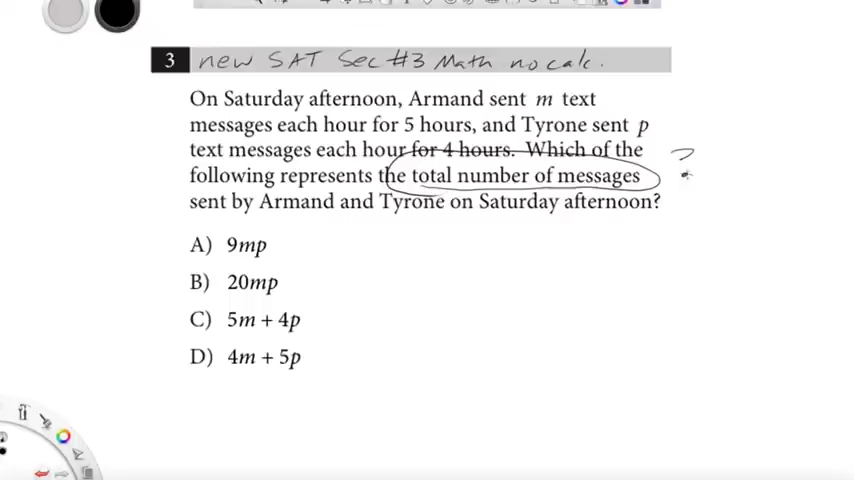 3 new SAT Sec #3 Math no calc.
On Saturday afternoon, Armand sent m text
messages each hour for 5 hours, and Tyrone sent p
text messages each hour for 4 hours. Which of the
following represents the total number of messages
sent by Armand and Tyrone on Saturday afternoon?
?
A) 9mp
B) 20mp
C) 5m + 4p
D) 4m + 5p